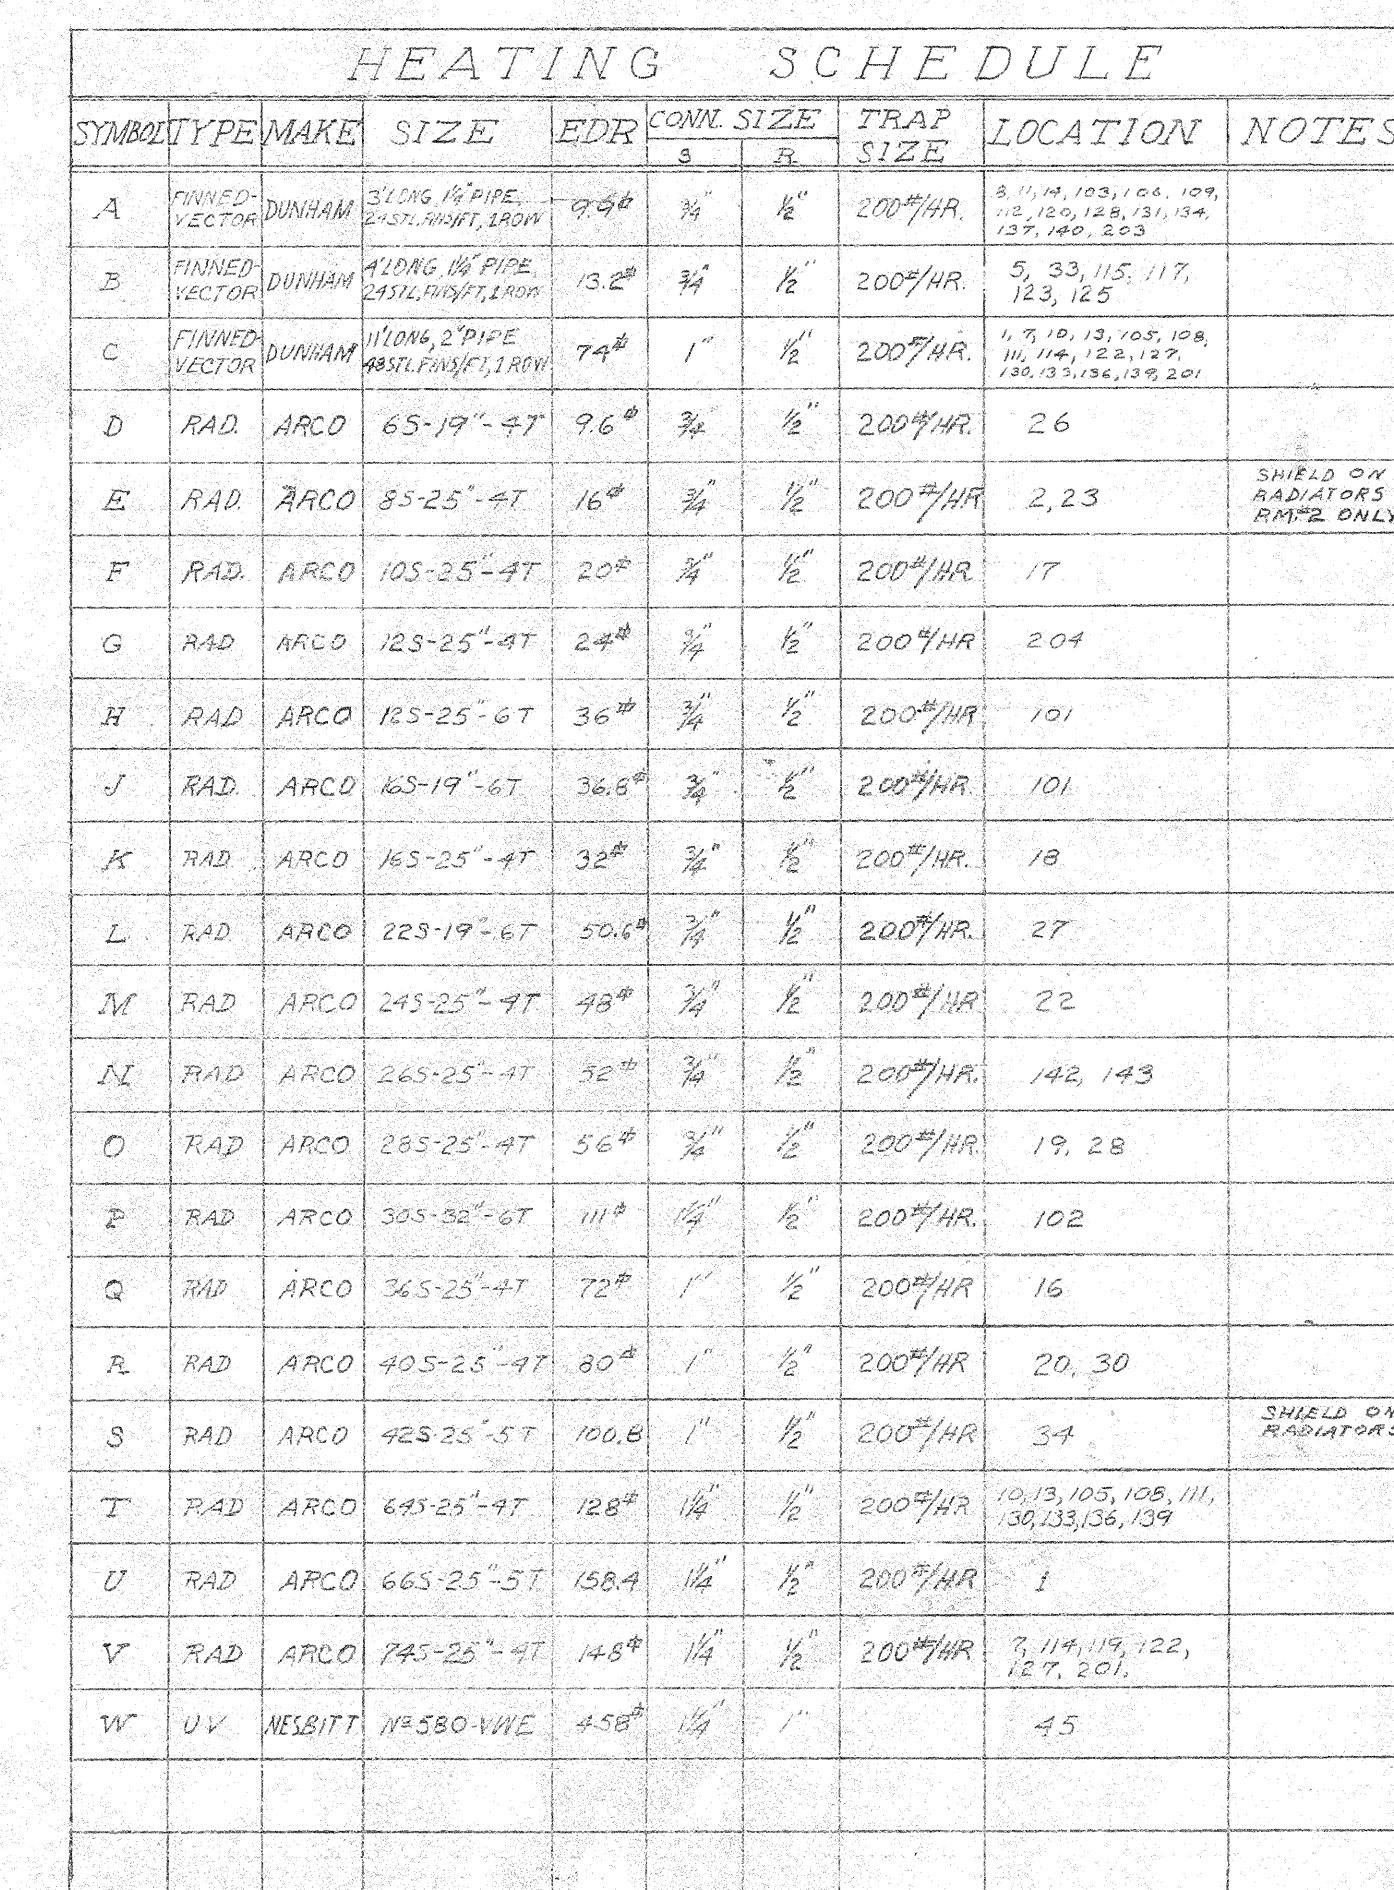 HEATING SCHEDULE
SYMBOL TYPE MAKE SIZE EDR CONN. SIZE TRAP SIZE LOCATION NOTES
S R
A FINNED-VECTOR DUNHAM 3'LONG, 1¼" PIPE, 24STL.FINS/FT, 1ROW 9.9# ¾" ½" 200#/HR. 3, 11, 14, 103, 106, 109, 112, 120, 128, 131, 134, 137, 140, 203
B FINNED-VECTOR DUNHAM 4'LONG, 1¼" PIPE, 24STL.FINS/FT, 1ROW 13.2# ¾" ½" 200#/HR. 5, 33, 115, 117, 123, 125
C FINNED-VECTOR DUNHAM 11'LONG, 2" PIPE 48STL.FINS/FT, 1ROW 74# 1" ½" 200#/HR. 1, 7, 10, 13, 105, 108, 111, 114, 122, 127, 130, 133, 136, 139, 201
D RAD. ARCO 6S-19"-4T 9.6# ¾ ½" 200#/HR. 26
E RAD. ARCO 8S-25"-4T 16# ¾" ½" 200#/HR 2, 23 SHIELD ON RADIATORS RM.#2 ONLY
F RAD. ARCO 10S-25"-4T 20# ¾" ½" 200#/HR 17
G RAD ARCO 12S-25"-4T 24# ¾" ½" 200#/HR 204
H RAD ARCO 12S-25"-6T 36# ¾" ½" 200#/HR 101
J RAD. ARCO 16S-19"-6T 36.8# ¾" ½" 200#/HR. 101
K RAD ARCO 16S-25"-4T 32# ¾" ½" 200#/HR. 18
L RAD ARCO 22S-19"-6T 50.6# ¾" ½" 200#/HR. 27
M RAD ARCO 24S-25"-4T 48# ¾" ½" 200#/HR 22
N RAD ARCO 26S-25"-4T 52# ¾" ½" 200#/HR. 142, 143
O RAD ARCO 28S-25"-4T 56# ¾" ½" 200#/HR. 19, 28
P RAD ARCO 30S-32"-6T 111# 1¼" ½" 200#/HR. 102
Q RAD ARCO 36S-25"-4T 72# 1" ½" 200#/HR 16
R RAD ARCO 40S-25"-4T 80# 1" ½" 200#/HR 20, 30
S RAD ARCO 42S-25"-5T 100.8 1" ½" 200#/HR 34 SHIELD ON RADIATORS
T RAD ARCO 64S-25"-4T 128# 1¼" ½" 200#/HR 10, 13, 105, 108, 111, 130, 133, 136, 139
U RAD ARCO 66S-25"-5T 158.4 1¼" ½" 200#/HR 1
V RAD ARCO 74S-25"-4T 148# 1¼" ½" 200#/HR 7, 114, 119, 122, 127, 201,
W UV NESBITT Nº 580-VWE 458# 1¼" 1" 45